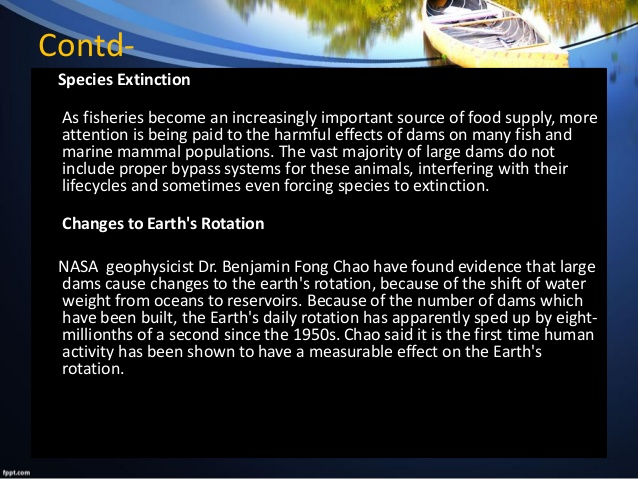 Contd-
Species Extinction
As fisheries become an increasingly important source of food supply, more
attention is being paid to the harmful effects of dams on many fish and
marine mammal populations. The vast majority of large dams do not
include proper bypass systems for these animals, interfering with their
lifecycles and sometimes even forcing species to extinction.
Changes to Earth's Rotation
NASA geophysicist Dr. Benjamin Fong Chao have found evidence that large
dams cause changes to the earth's rotation, because of the shift of water
weight from oceans to reservoirs. Because of the number of dams which
have been built, the Earth's daily rotation has apparently sped up by eight-
millionths of a second since the 1950s. Chao said it is the first time human
activity has been shown to have a measurable effect on the Earth's
rotation.
fppt.com